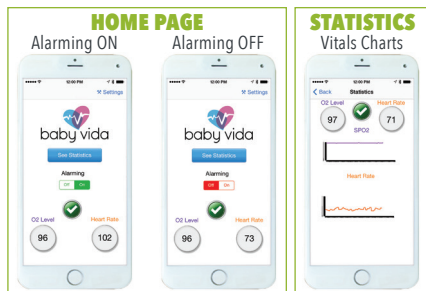 HOME PAGE
Alarming ON
Alarming OFF
12:00 PM
Settings
baby vida
See Statistics
Alarming
Off On
O2 Level
Heart Rate
96
102
12:00 PM
Settings
baby vida
See Statistics
Alarming
Off On
O2 Level
Heart Rate
96
73
STATISTICS
Vitals Charts
12:00 PM
Back
Statistics
O2 Level
Heart Rate
97
71
SPO2
Heart Rate